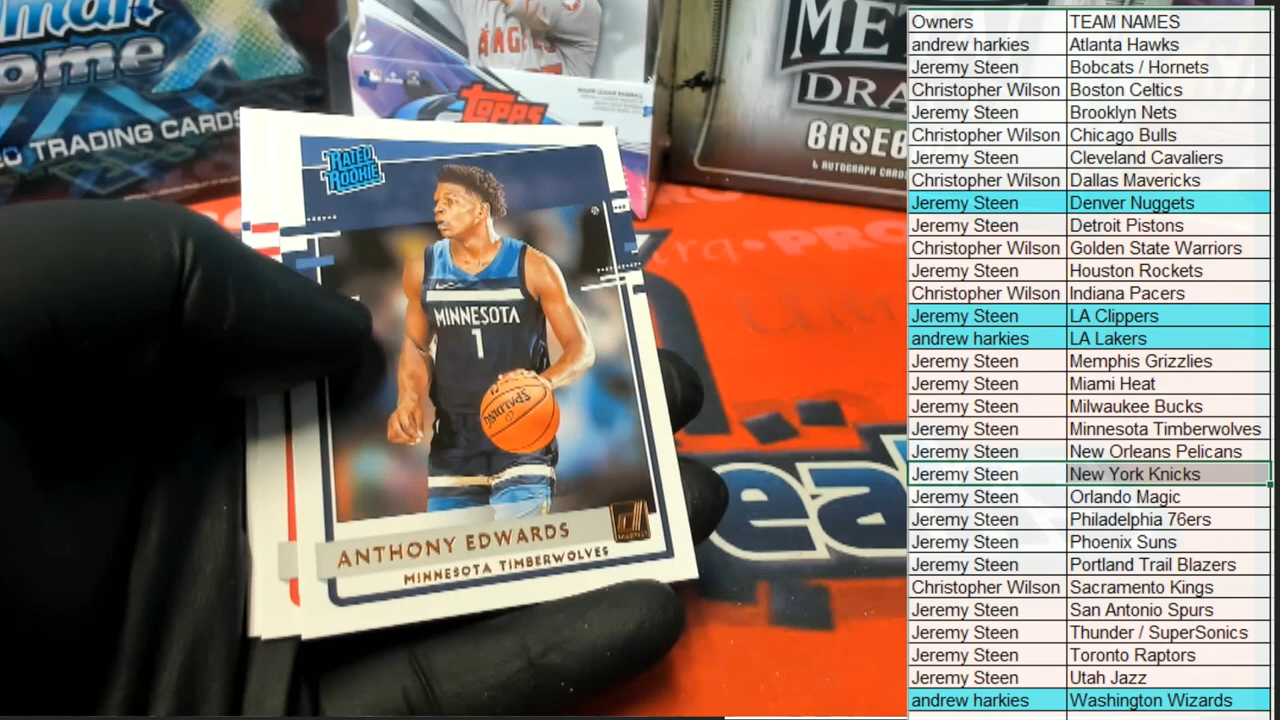 ome X
O TRADING CARDS
ANGELS
TOPPS
DRA
BASEB
RATED
ROOKIE
MINNESOTA
1
SPALDING
ANTHONY EDWARDS
MINNESOTA TIMBERWOLVES
PRO
ea
Owners TEAM NAMES
andrew harkies Atlanta Hawks
Jeremy Steen Bobcats / Hornets
Christopher Wilson Boston Celtics
Jeremy Steen Brooklyn Nets
Christopher Wilson Chicago Bulls
Jeremy Steen Cleveland Cavaliers
Christopher Wilson Dallas Mavericks
Jeremy Steen Denver Nuggets
Jeremy Steen Detroit Pistons
Christopher Wilson Golden State Warriors
Jeremy Steen Houston Rockets
Christopher Wilson Indiana Pacers
Jeremy Steen LA Clippers
andrew harkies LA Lakers
Jeremy Steen Memphis Grizzlies
Jeremy Steen Miami Heat
Jeremy Steen Milwaukee Bucks
Jeremy Steen Minnesota Timberwolves
Jeremy Steen New Orleans Pelicans
Jeremy Steen New York Knicks
Jeremy Steen Orlando Magic
Jeremy Steen Philadelphia 76ers
Jeremy Steen Phoenix Suns
Jeremy Steen Portland Trail Blazers
Christopher Wilson Sacramento Kings
Jeremy Steen San Antonio Spurs
Jeremy Steen Thunder / SuperSonics
Jeremy Steen Toronto Raptors
Jeremy Steen Utah Jazz
andrew harkies Washington Wizards